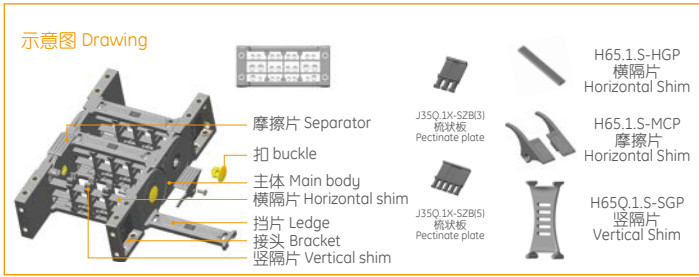 示意图 Drawing
摩擦片 Separator
扣 buckle
主体 Main body
横隔片 Horizontal shim
挡片 Ledge
接头 Bracket
竖隔片 Vertical shim
J35Q.1X-SZB(3)
梳状板
Pectinate plate
J35Q.1X-SZB(5)
梳状板
Pectinate plate
H65.1.S-HGP
横隔片
Horizontal Shim
H65.1.S-MCP
摩擦片
Horizontal Shim
H65Q.1.S-SGP
竖隔片
Vertical Shim